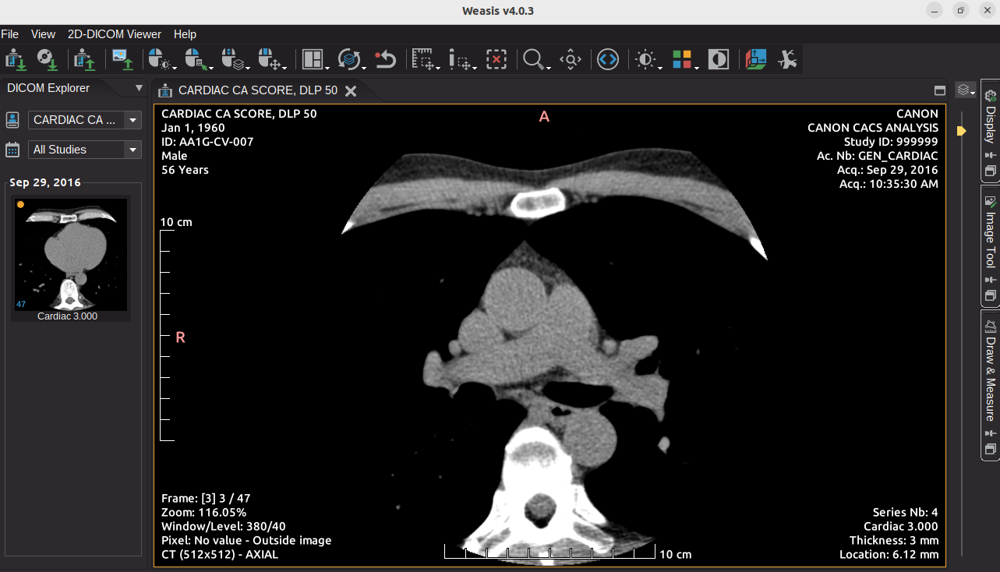 Weasis v4.0.3
File View 2D-DICOM Viewer Help
DICOM Explorer
CARDIAC CA ...
All Studies
Sep 29, 2016
47
Cardiac 3.000
CARDIAC CA SCORE, DLP 50
CARDIAC CA SCORE, DLP 50
Jan 1, 1960
ID: AA1G-CV-007
Male
56 Years
A
CANON
CANON CACS ANALYSIS
Study ID: 999999
Ac. Nb: GEN_CARDIAC
Acq.: Sep 29, 2016
Acq.: 10:35:30 AM
10 cm
R
Frame: [3] 3 / 47
Zoom: 116.05%
Window/Level: 380/40
Pixel: No value - Outside image
CT (512x512) - AXIAL
10 cm
Series Nb: 4
Cardiac 3.000
Thickness: 3 mm
Location: 6.12 mm
Display
Image Tool
Draw & Measure